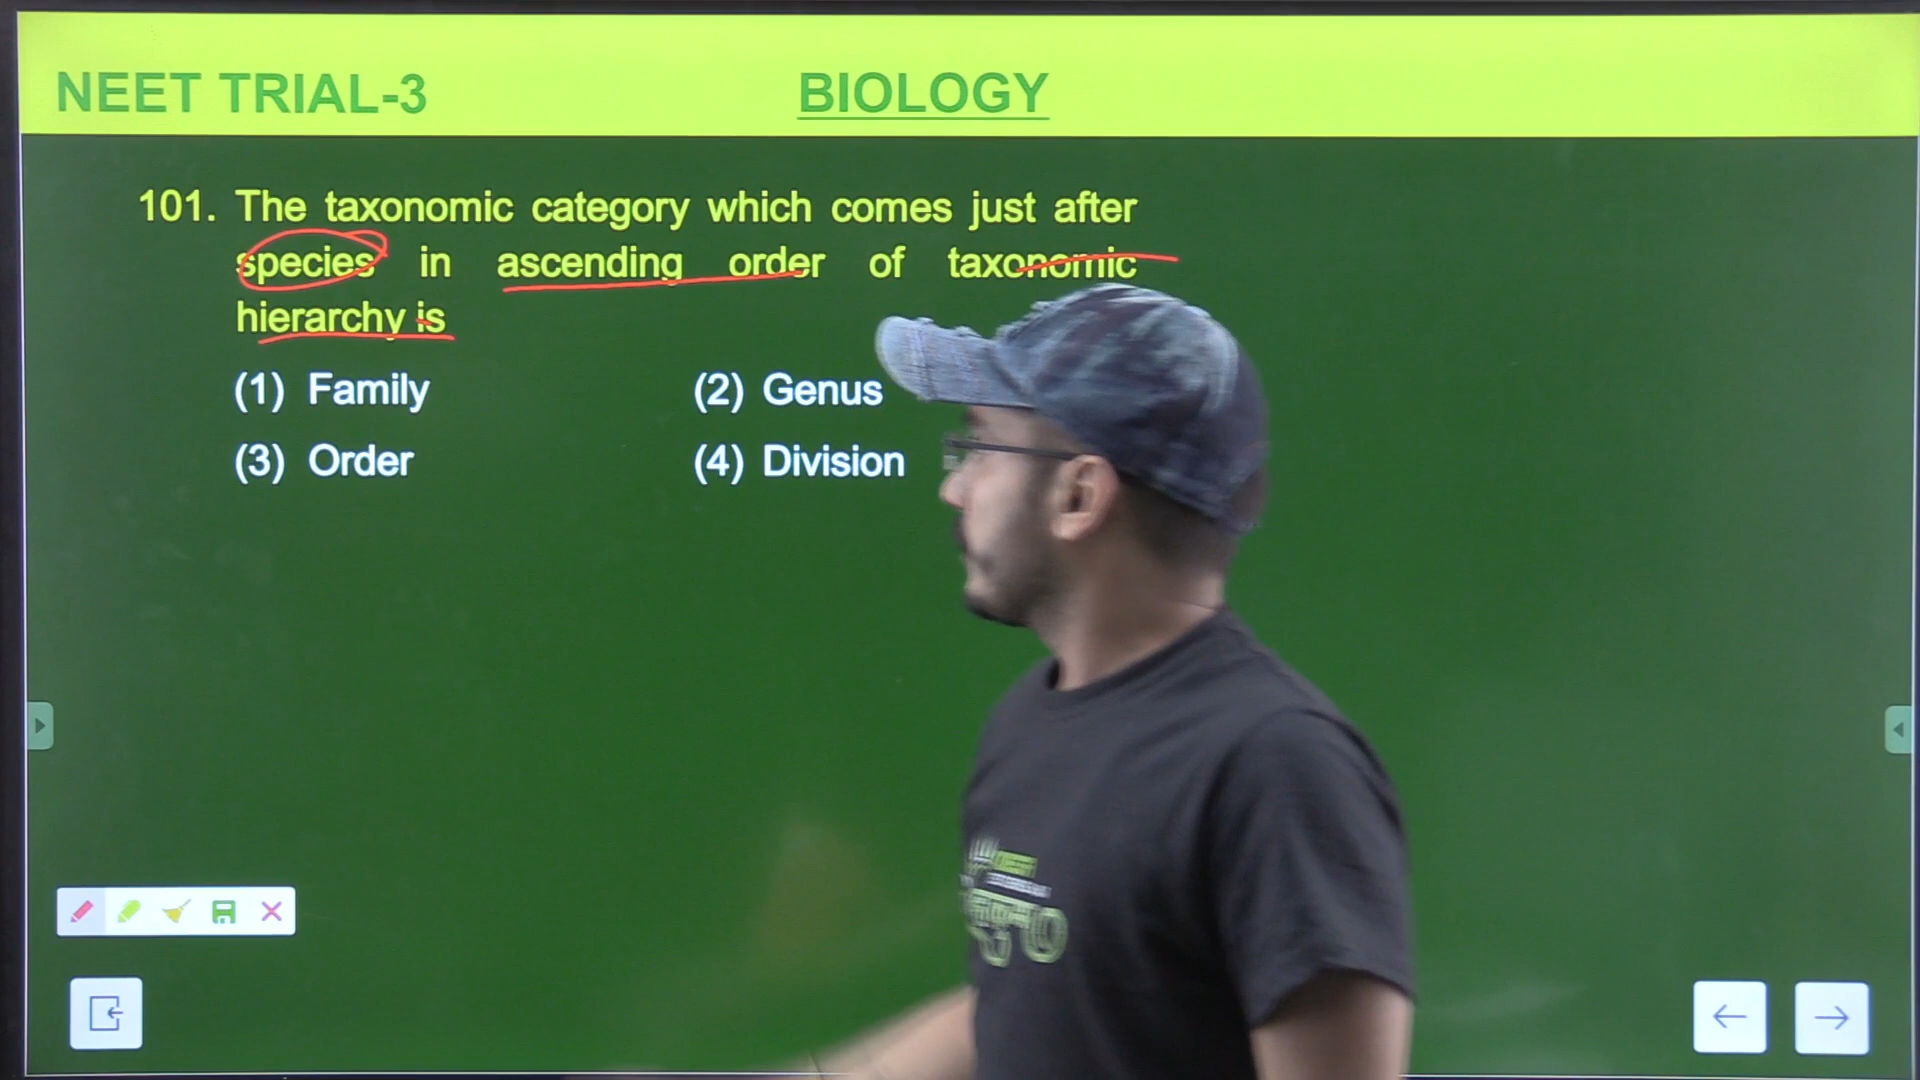 NEET TRIAL-3
BIOLOGY
101. The taxonomic category which comes just after
species in ascending order of taxonomic
hierarchy is
(1) Family
(2) Genus
(3) Order
(4) Division